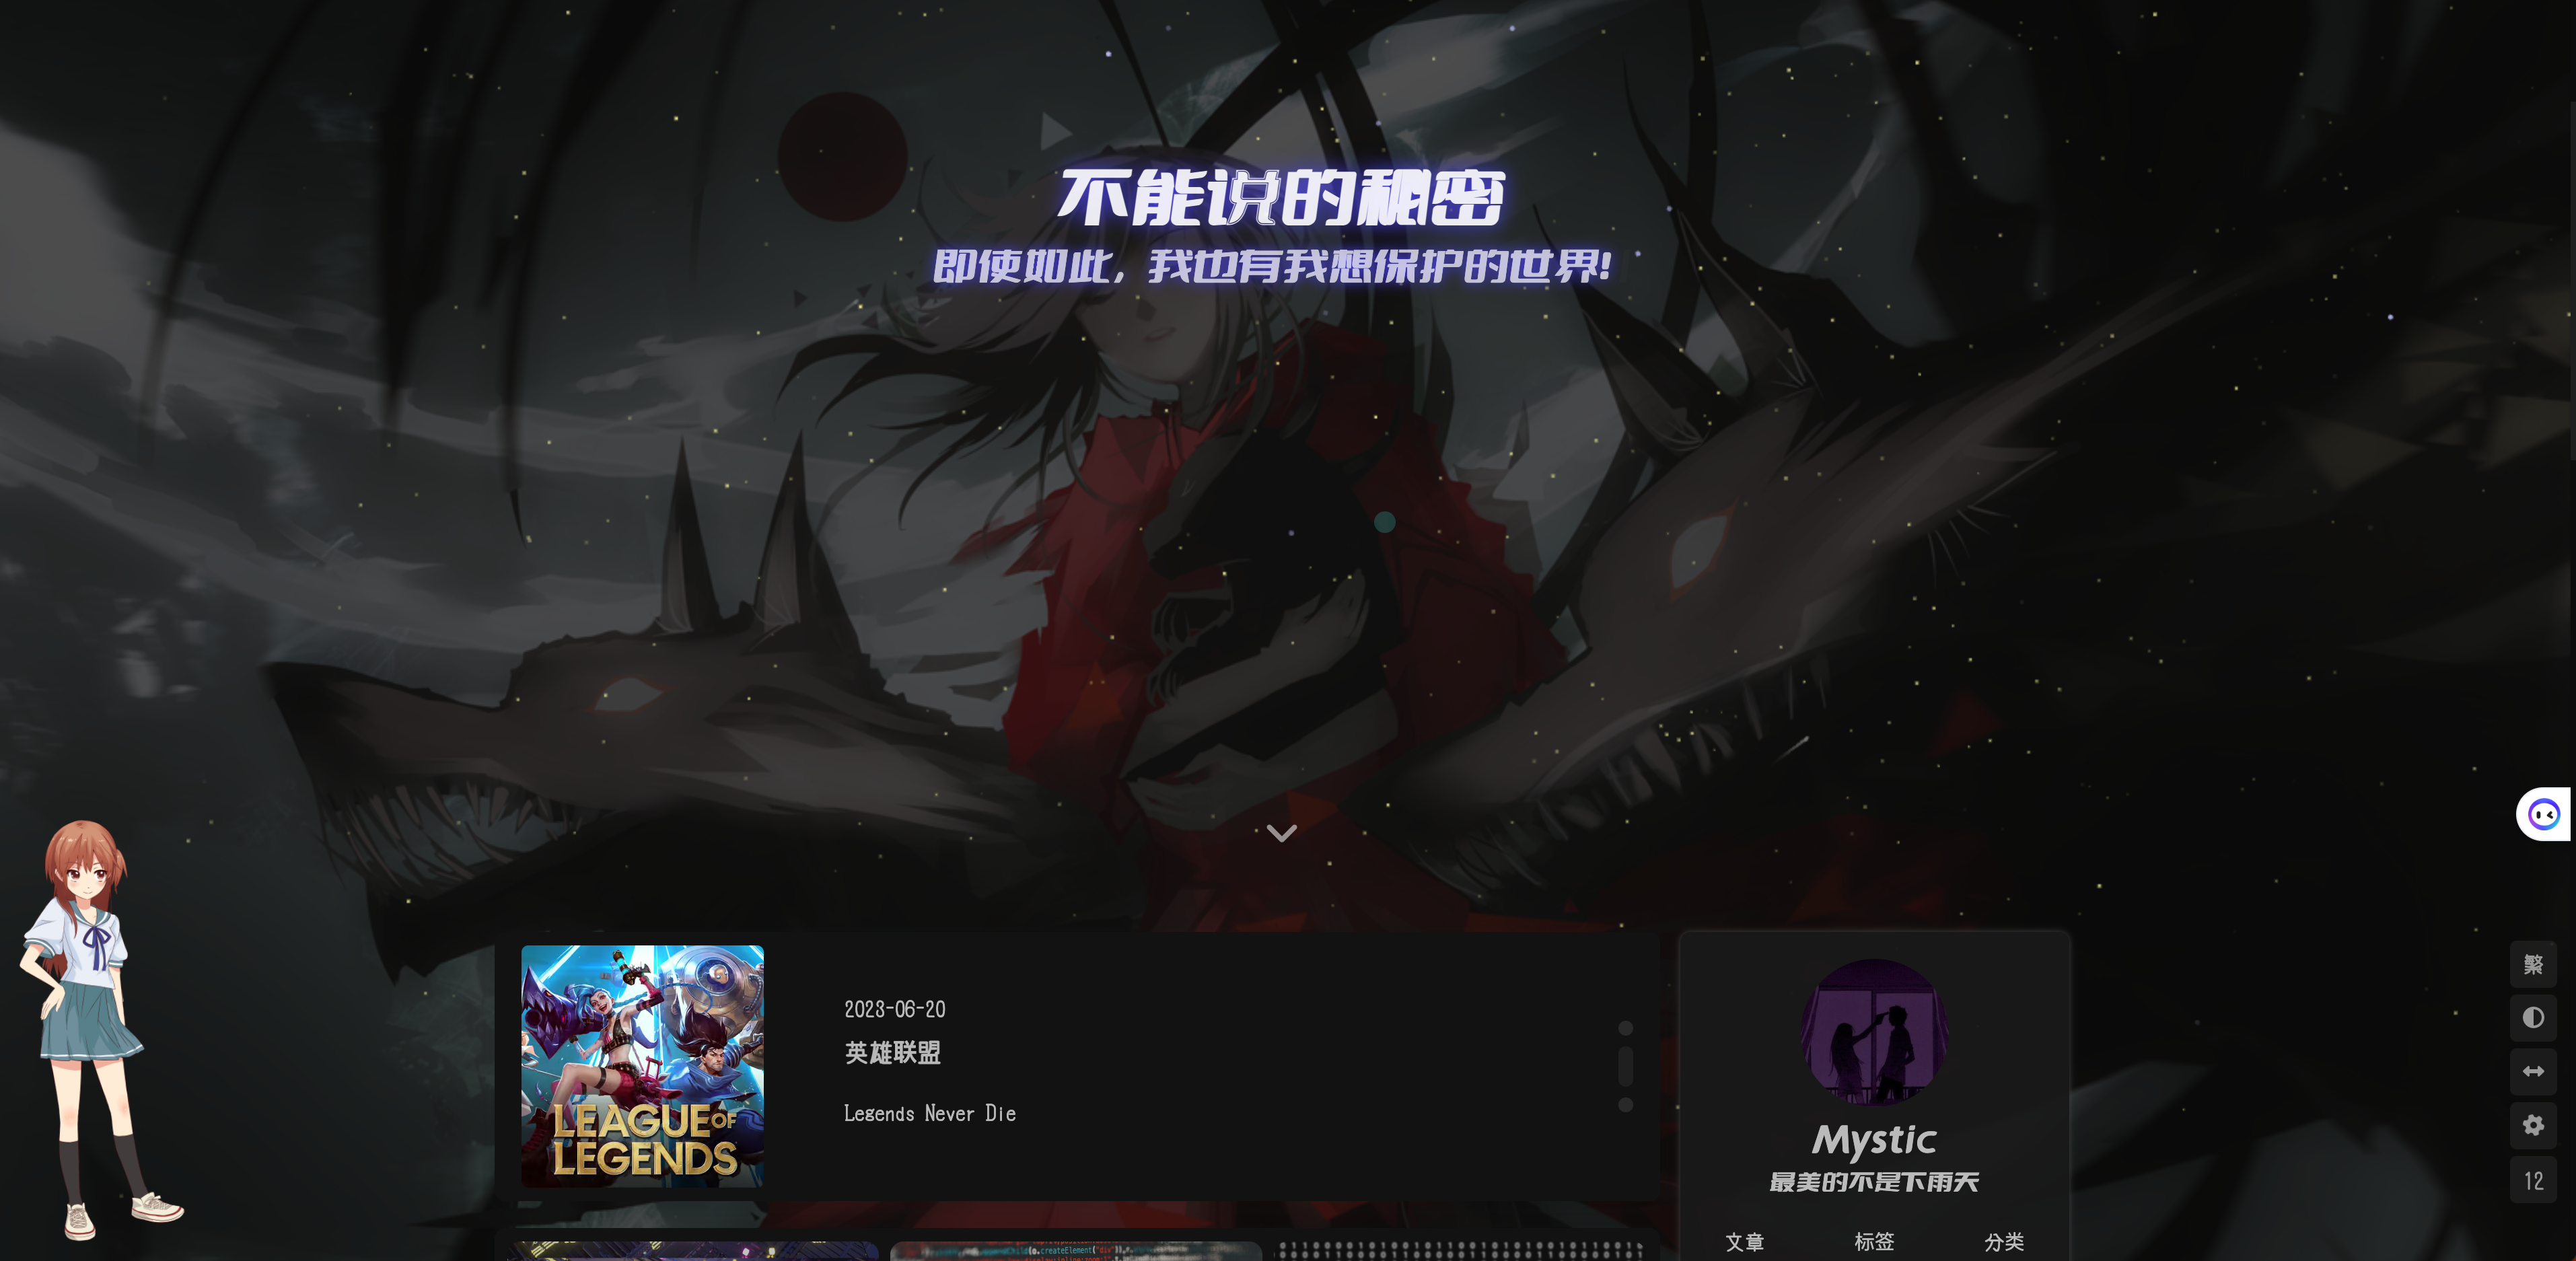 不能说的秘密
即使如此, 我也有我想保护的世界!
2023-06-20
英雄联盟
Legends Never Die
LEAGUE OF
LEGENDS
Mystic
最美的不是下雨天
文章
标签
分类
繁
12